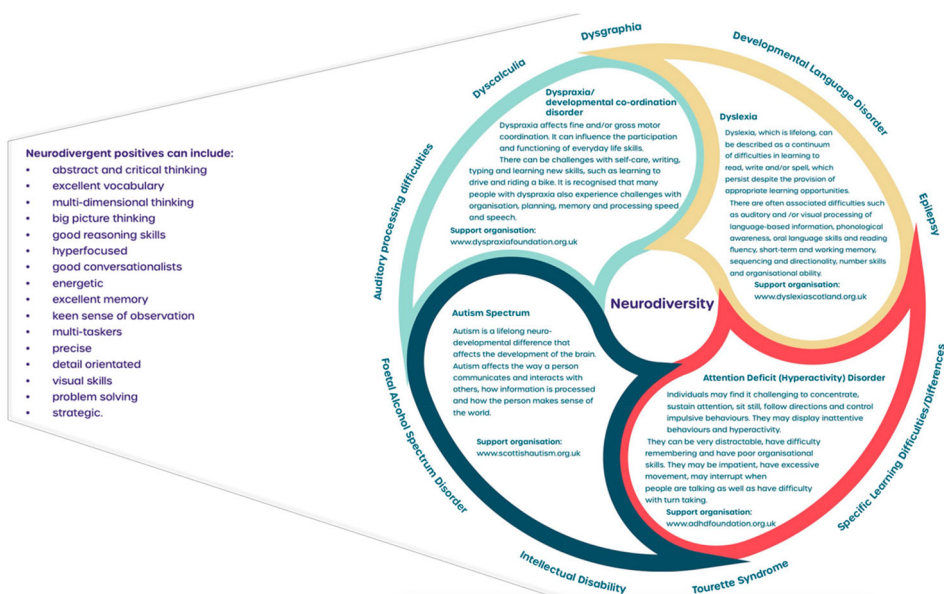 Neurodivergent positives can include:
• abstract and critical thinking
• excellent vocabulary
• multi-dimensional thinking
• big picture thinking
• good reasoning skills
• hyperfocused
• good conversationalists
• energetic
• excellent memory
• keen sense of observation
• multi-taskers
• precise
• detail orientated
• visual skills
• problem solving
• strategic.
Auditory processing difficulties
Dyscalculia
Dysgraphia
Developmental Language Disorder
Epilepsy
Specific Learning Difficulties/Differences
Tourette Syndrome
Intellectual Disability
Foetal Alcohol Spectrum Disorder
Dyspraxia/
developmental co-ordination
disorder
Dyspraxia affects fine and/or gross motor
coordination. It can influence the participation
and functioning of everyday life skills.
There can be challenges with self-care, writing,
typing and learning new skills, such as learning to
drive and riding a bike. It is recognised that many
people with dyspraxia also experience challenges with
organisation, planning, memory and processing speed
and speech.
Support organisation:
www.dyspraxiafoundation.org.uk
Dyslexia
Dyslexia, which is lifelong, can
be described as a continuum
of difficulties in learning to
read, write and/or spell, which
persist despite the provision of
appropriate learning opportunities.
There are often associated difficulties such
as auditory and /or visual processing of
language-based information, phonological
awareness, oral language skills and reading
fluency, short-term and working memory,
sequencing and directionality, number skills
and organisational ability.
Support organisation:
www.dyslexiascotland.org.uk
Neurodiversity
Autism Spectrum
Autism is a lifelong neuro-
developmental difference that
affects the development of the brain.
Autism affects the way a person
communicates and interacts with
others, how information is processed
and how the person makes sense of
the world.
Support organisation:
www.scottishautism.org.uk
Attention Deficit (Hyperactivity) Disorder
Individuals may find it challenging to concentrate,
sustain attention, sit still, follow directions and control
impulsive behaviours. They may display inattentive
behaviours and hyperactivity.
They can be very distractable, have difficulty
remembering and have poor organisational
skills. They may be impatient, have excessive
movement, may interrupt when
people are talking as well as have difficulty
with turn taking.
Support organisation:
www.adhdfoundation.org.uk